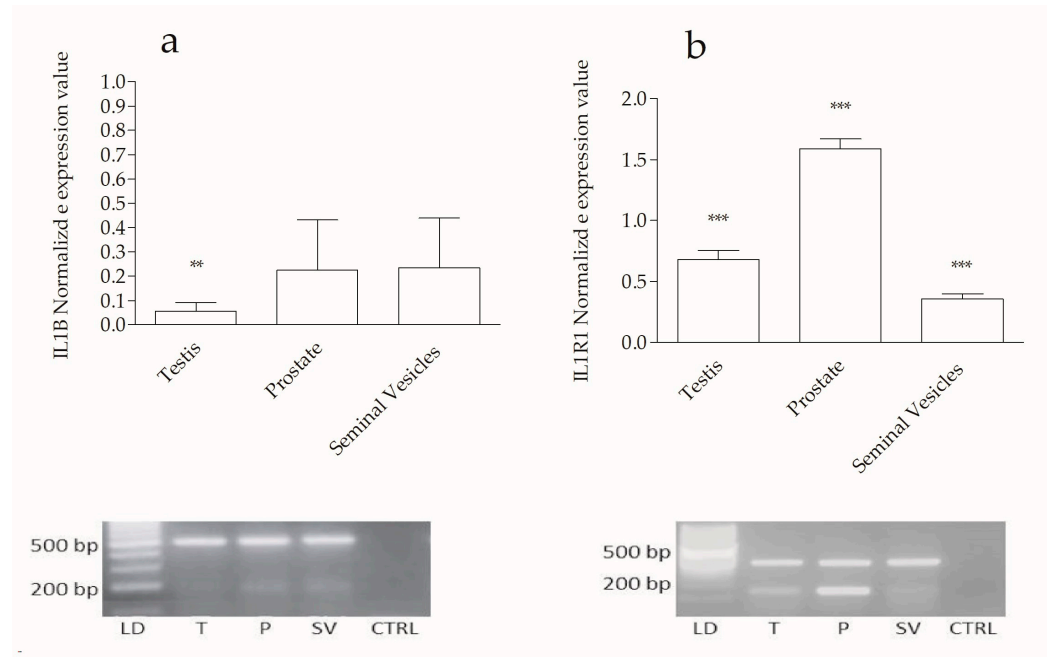 a
IL1B Normalizd e expression value
1.0
0.9
0.8
0.7
0.6
0.5
0.4
0.3
0.2
0.1
0.0
**
Testis
Prostate
Seminal Vesicles
b
IL1R1 Normalizd e expression value
2.0
1.5
1.0
0.5
0.0
***
***
***
Testis
Prostate
Seminal Vesicles
500 bp
200 bp
LD T P SV CTRL
500 bp
200 bp
LD T P SV CTRL